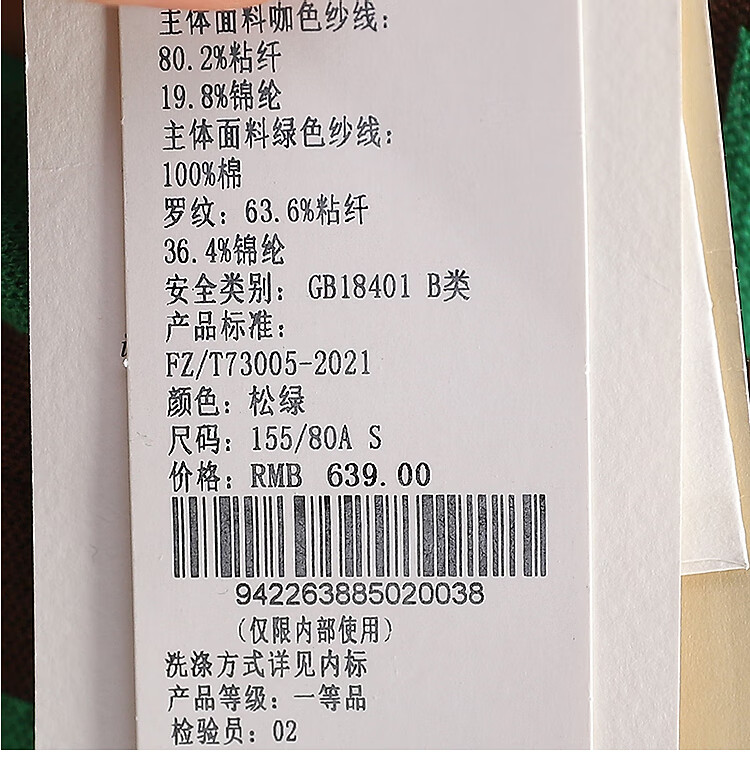 主体面料咖色纱线:
80.2%粘纤
19.8%锦纶
主体面料绿色纱线:
100%棉
罗纹: 63.6%粘纤
36.4%锦纶
安全类别: GB18401 B类
产品标准:
FZ/T73005-2021
颜色: 松绿
尺码: 155/80A S
价格: RMB 639.00
942263885020038
(仅限内部使用)
洗涤方式详见内标
产品等级: 一等品
检验员: 02